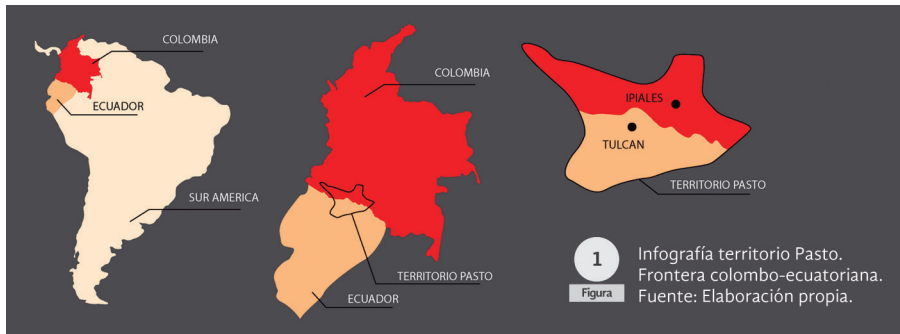 COLOMBIA
ECUADOR
SUR AMERICA
COLOMBIA
TERRITORIO PASTO
ECUADOR
IPIALES
TULCAN
TERRITORIO PASTO
1
Figura
Infografía territorio Pasto.
Frontera colombo-ecuatoriana.
Fuente: Elaboración propia.